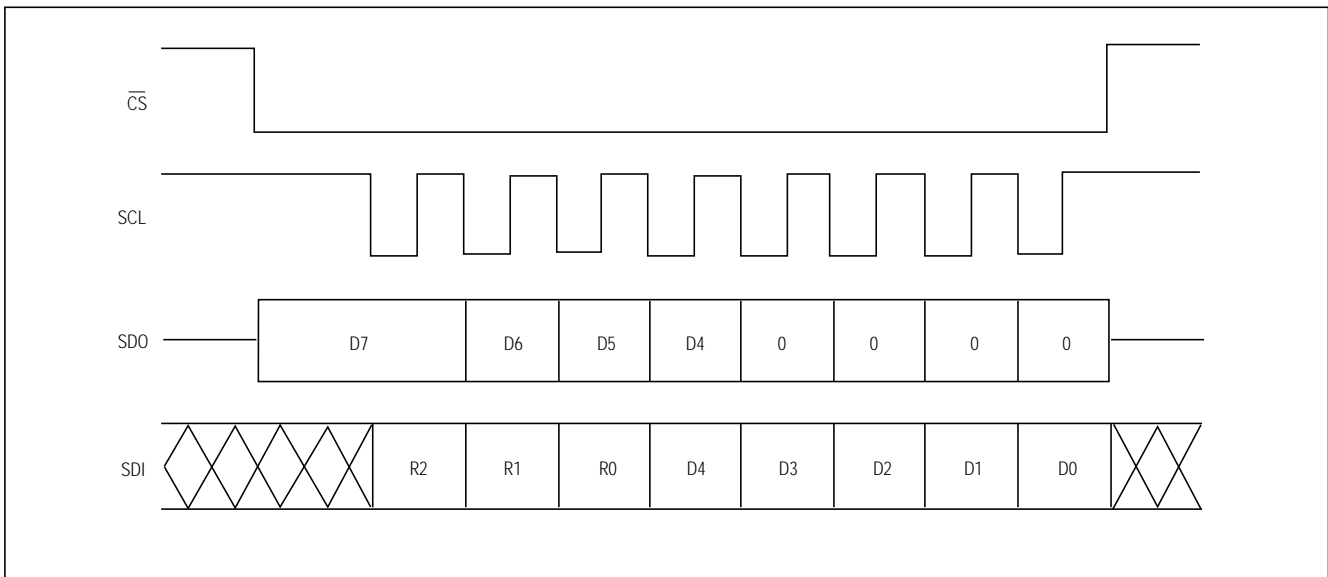 C̅S̅
SCL
SDO D7 D6 D5 D4 0 0 0 0
SDI R2 R1 R0 D4 D3 D2 D1 D0